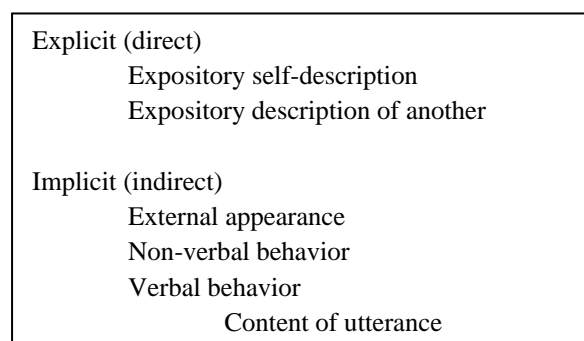 Explicit (direct)
Expository self-description
Expository description of another
Implicit (indirect)
External appearance
Non-verbal behavior
Verbal behavior
Content of utterance